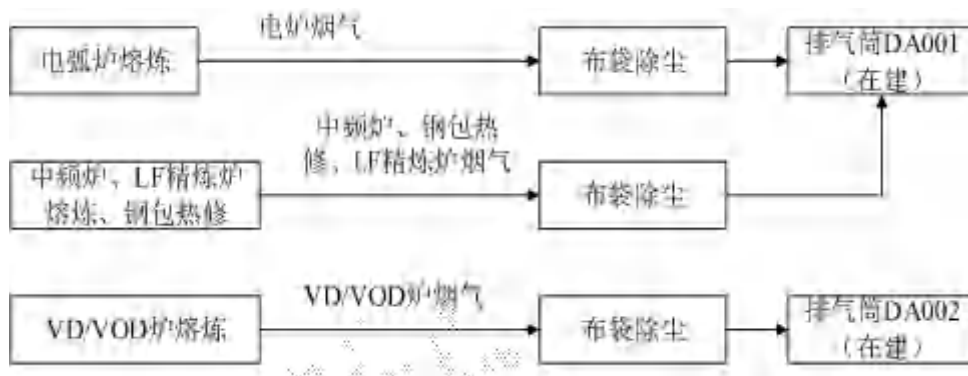 电炉烟气
电弧炉熔炼
布袋除尘
排气筒DA001
（在建）
中频炉、钢包热
修、LF精炼炉烟气
中频炉、LF精炼炉
熔炼、钢包热修
布袋除尘
VD/VOD炉烟气
VD/VOD炉熔炼
布袋除尘
排气筒DA002
（在建）